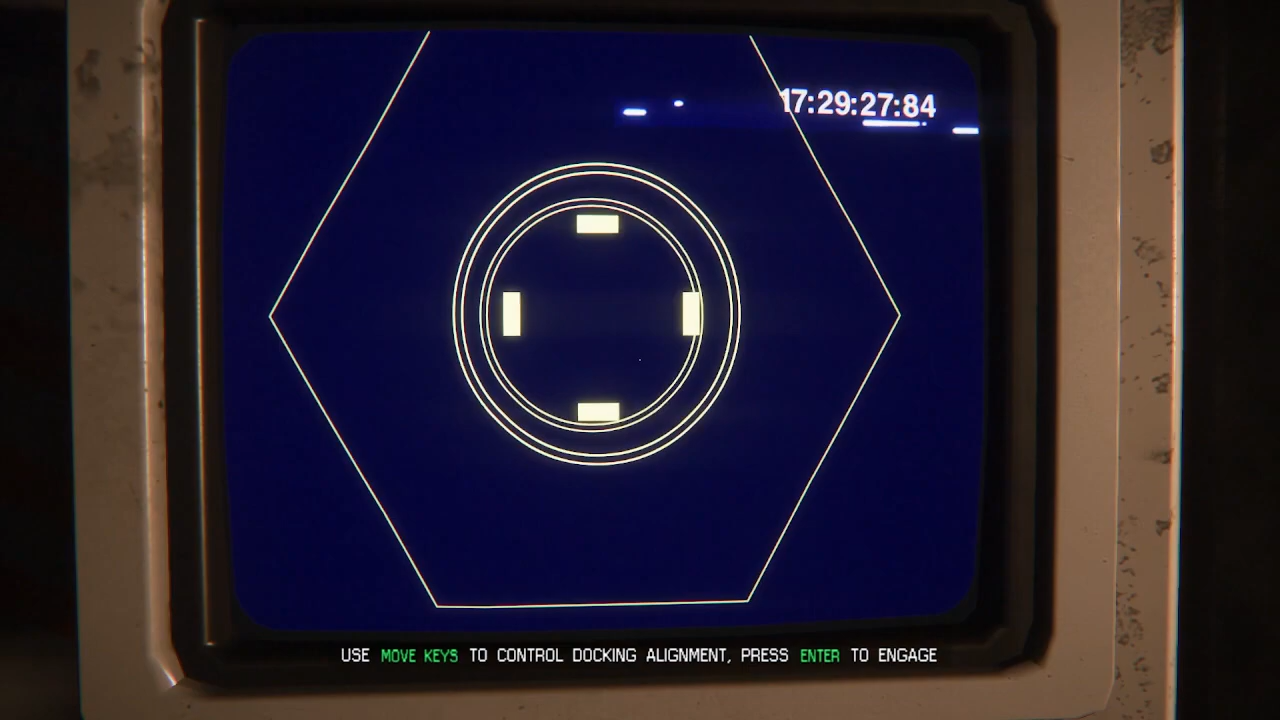 17:29:27:84
USE MOVE KEYS TO CONTROL DOCKING ALIGNMENT, PRESS ENTER TO ENGAGE